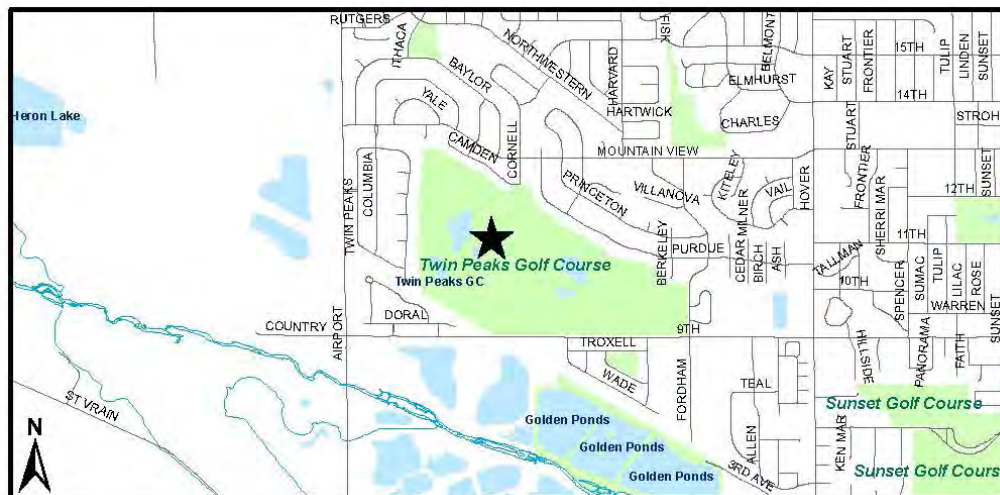 RUTGERS
ITHACA
BAYLOR
NORTHWESTERN
FISK
BELMONT
HARVARD
ELMHURST
KAY
STUART
FRONTIER
15TH
TULIP
LINDEN
SUNSET
14TH
Heron Lake
YALE
HARTWICK
CHARLES
STUART
STROH
CAMDEN
CORNELL
MOUNTAIN VIEW
COLUMBIA
PRINCETON
VILLANOVA
KITELEY
VAIL
HOVER
FRONTIER
SHERRI MAR
12TH
SUNSET
TWIN PEAKS
BERKELEY
PURDUE
CEDAR
MILNER
BIRCH
ASH
11TH
TALLMAN
10TH
Twin Peaks Golf Course
Twin Peaks GC
SPENCER
SUMAC
TULIP
LILAC
ROSE
WARREN
COUNTRY
DORAL
9TH
AIRPORT
TROXELL
WADE
FORDHAM
HILLSIDE
PANORAMA
FAITH
SUNSET
ST VRAIN
TEAL
ALLEN
KEN MAR
Sunset Golf Course
Golden Ponds
Golden Ponds
Golden Ponds
3RD AVE
Sunset Golf Cours
N